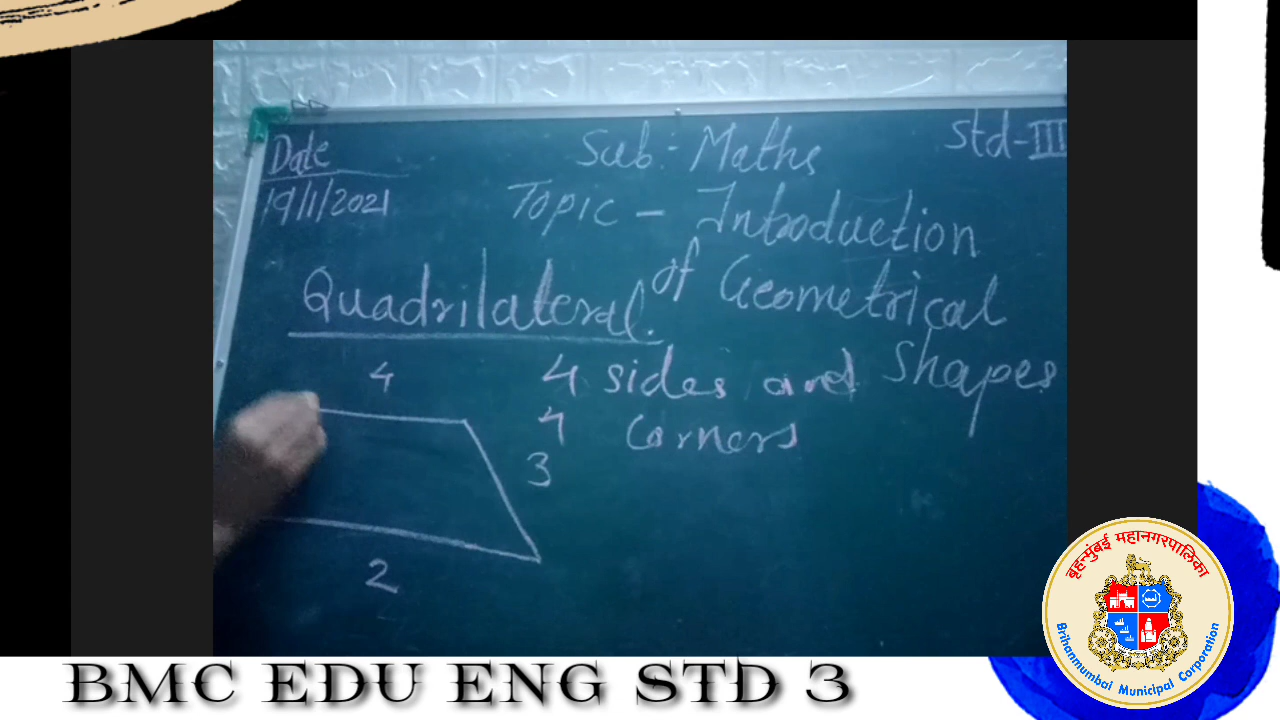 Date
19/1/2021
Sub:- Maths
Std-III
Topic - Introduction
of Geometrical
Shapes
Quadrilateral.
4 sides and
4 corners
4
3
2
BMC EDU ENG STD 3
बृहन्मुंबई महानगरपालिका
Brihanmumbai Municipal Corporation